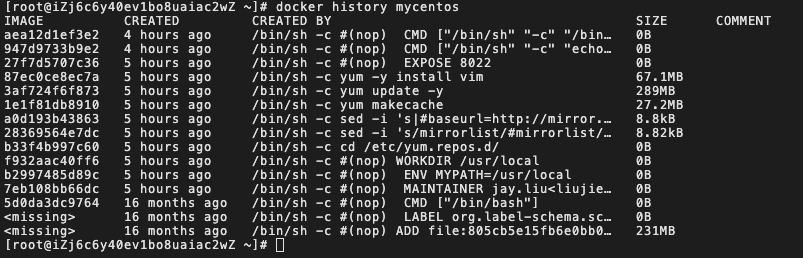 [root@iZj6c6y40ev1bo8uaiac2wZ ~]# docker history mycentos
IMAGE CREATED CREATED BY SIZE COMMENT
aea12d1ef3e2 4 hours ago /bin/sh -c #(nop) CMD ["/bin/sh" "-c" "/bin… 0B
947d9733b9e2 4 hours ago /bin/sh -c #(nop) CMD ["/bin/sh" "-c" "echo… 0B
27f7d5707c36 5 hours ago /bin/sh -c #(nop) EXPOSE 8022 0B
87ec0ce8ec7a 5 hours ago /bin/sh -c yum -y install vim 67.1MB
3af724f6f873 5 hours ago /bin/sh -c yum update -y 289MB
1e1f81db8910 5 hours ago /bin/sh -c yum makecache 27.2MB
a0d193b43863 5 hours ago /bin/sh -c sed -i 's|#baseurl=http://mirror.… 8.8kB
28369564e7dc 5 hours ago /bin/sh -c sed -i 's/mirrorlist/#mirrorlist/… 8.82kB
b33f4b997c60 5 hours ago /bin/sh -c cd /etc/yum.repos.d/ 0B
f932aac40ff6 5 hours ago /bin/sh -c #(nop) WORKDIR /usr/local 0B
b2997485d89c 5 hours ago /bin/sh -c #(nop) ENV MYPATH=/usr/local 0B
7eb108bb66dc 5 hours ago /bin/sh -c #(nop) MAINTAINER jay.liu<liujie… 0B
5d0da3dc9764 16 months ago /bin/sh -c #(nop) CMD ["/bin/bash"] 0B
<missing> 16 months ago /bin/sh -c #(nop) LABEL org.label-schema.sc… 0B
<missing> 16 months ago /bin/sh -c #(nop) ADD file:805cb5e15fb6e0bb0… 231MB
[root@iZj6c6y40ev1bo8uaiac2wZ ~]#